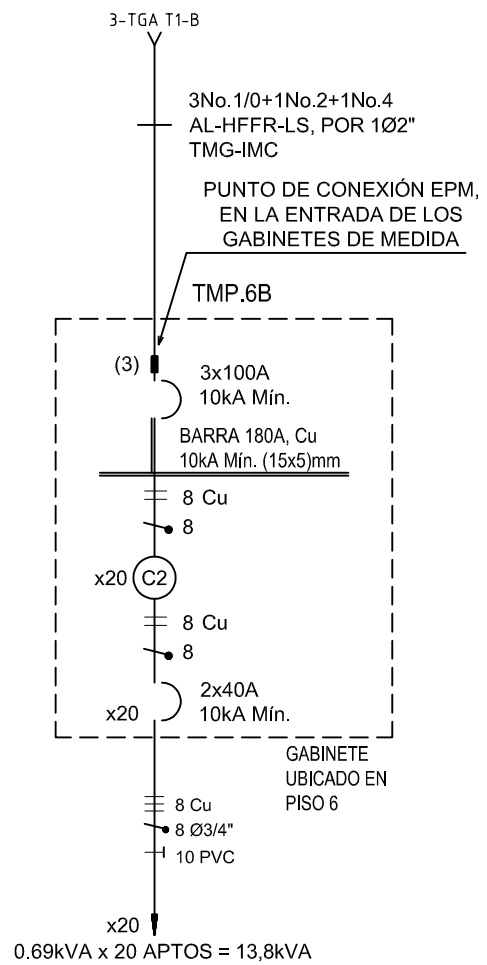 3-TGA T1-B
3No.1/0+1No.2+1No.4
AL-HFFR-LS, POR 1Ø2"
TMG-IMC
PUNTO DE CONEXIÓN EPM,
EN LA ENTRADA DE LOS
GABINETES DE MEDIDA
TMP.6B
(3)
3x100A
10kA Mín.
BARRA 180A, Cu
10kA Mín. (15x5)mm
8 Cu
8
x20 C2
8 Cu
8
2x40A
x20 10kA Mín.
GABINETE
UBICADO EN
PISO 6
8 Cu
8 Ø3/4"
10 PVC
x20
0.69kVA x 20 APTOS = 13,8kVA